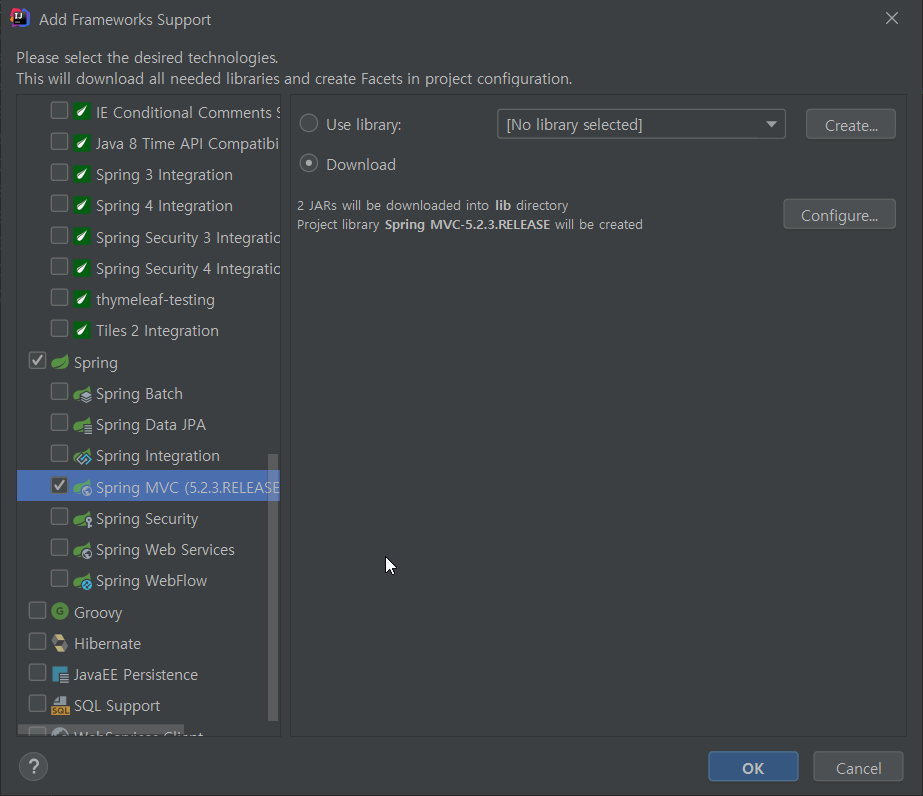 Add Frameworks Support
Please select the desired technologies.
This will download all needed libraries and create Facets in project configuration.
IE Conditional Comments S
Java 8 Time API Compatibi
Spring 3 Integration
Spring 4 Integration
Spring Security 3 Integratio
Spring Security 4 Integratio
thymeleaf-testing
Tiles 2 Integration
Spring
Spring Batch
Spring Data JPA
Spring Integration
Spring MVC (5.2.3.RELEASE
Spring Security
Spring Web Services
Spring WebFlow
Groovy
Hibernate
JavaEE Persistence
SQL Support
WebServices Client
Use library:
[No library selected]
Create...
Download
2 JARs will be downloaded into lib directory
Project library Spring MVC-5.2.3.RELEASE will be created
Configure...
?
OK
Cancel